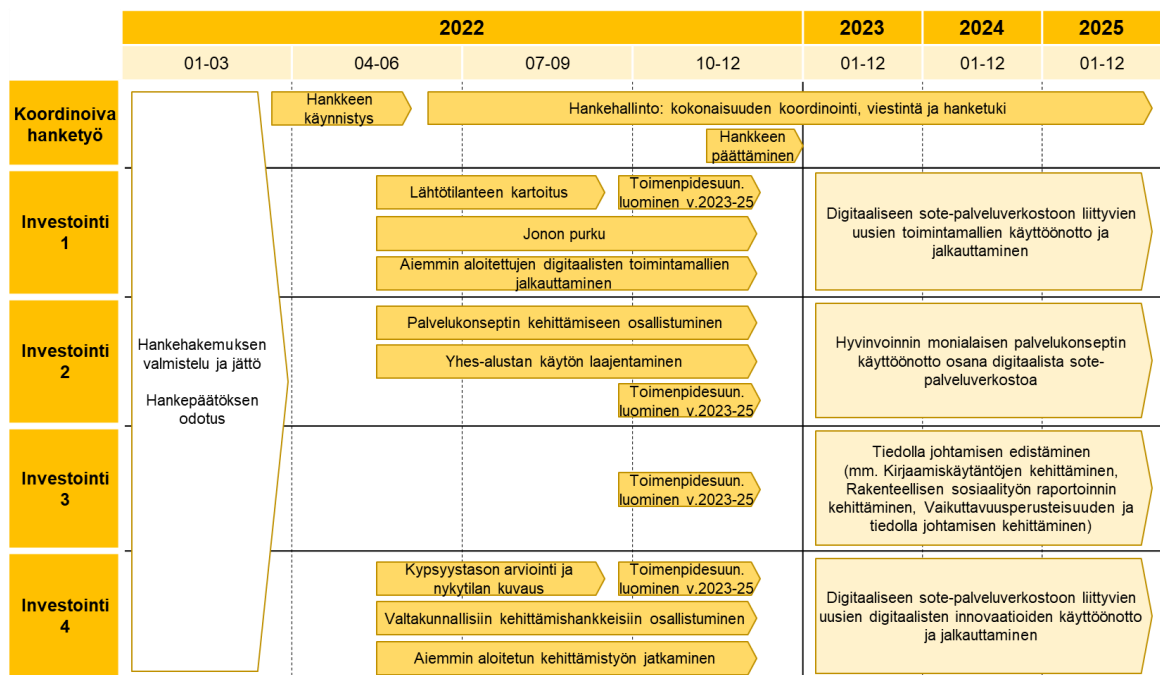 2022
2023
2024
2025
01-03
04-06
07-09
10-12
01-12
01-12
01-12
Koordinoiva
hanketyö
Hankkeen
käynnistys
Hankehallinto: kokonaisuuden koordinointi, viestintä ja hanketuki
Hankkeen
päättäminen
Hankehakemuksen
valmistelu ja jättö
Hankepäätöksen
odotus
Investointi
1
Lähtötilanteen kartoitus
Toimenpidesuun.
luominen v.2023-25
Jonon purku
Aiemmin aloitettujen digitaalisten toimintamallien
jalkauttaminen
Digitaaliseen sote-palveluverkostoon liittyvien
uusien toimintamallien käyttöönotto ja
jalkauttaminen
Investointi
2
Palvelukonseptin kehittämiseen osallistuminen
Yhes-alustan käytön laajentaminen
Toimenpidesuun.
luominen v.2023-25
Hyvinvoinnin monialaisen palvelukonseptin
käyttöönotto osana digitaalista sote-
palveluverkostoa
Investointi
3
Toimenpidesuun.
luominen v.2023-25
Tiedolla johtamisen edistäminen
(mm. Kirjaamiskäytäntöjen kehittäminen,
Rakenteellisen sosiaalityön raportoinnin
kehittäminen, Vaikuttavuusperusteisuuden ja
tiedolla johtamisen kehittäminen)
Investointi
4
Kypsyystason arviointi ja
nykytilan kuvaus
Toimenpidesuun.
luominen v.2023-25
Valtakunnallisiin kehittämishankkeisiin osallistuminen
Aiemmin aloitetun kehittämistyön jatkaminen
Digitaaliseen sote-palveluverkostoon liittyvien
uusien digitaalisten innovaatioiden käyttöönotto
ja jalkauttaminen